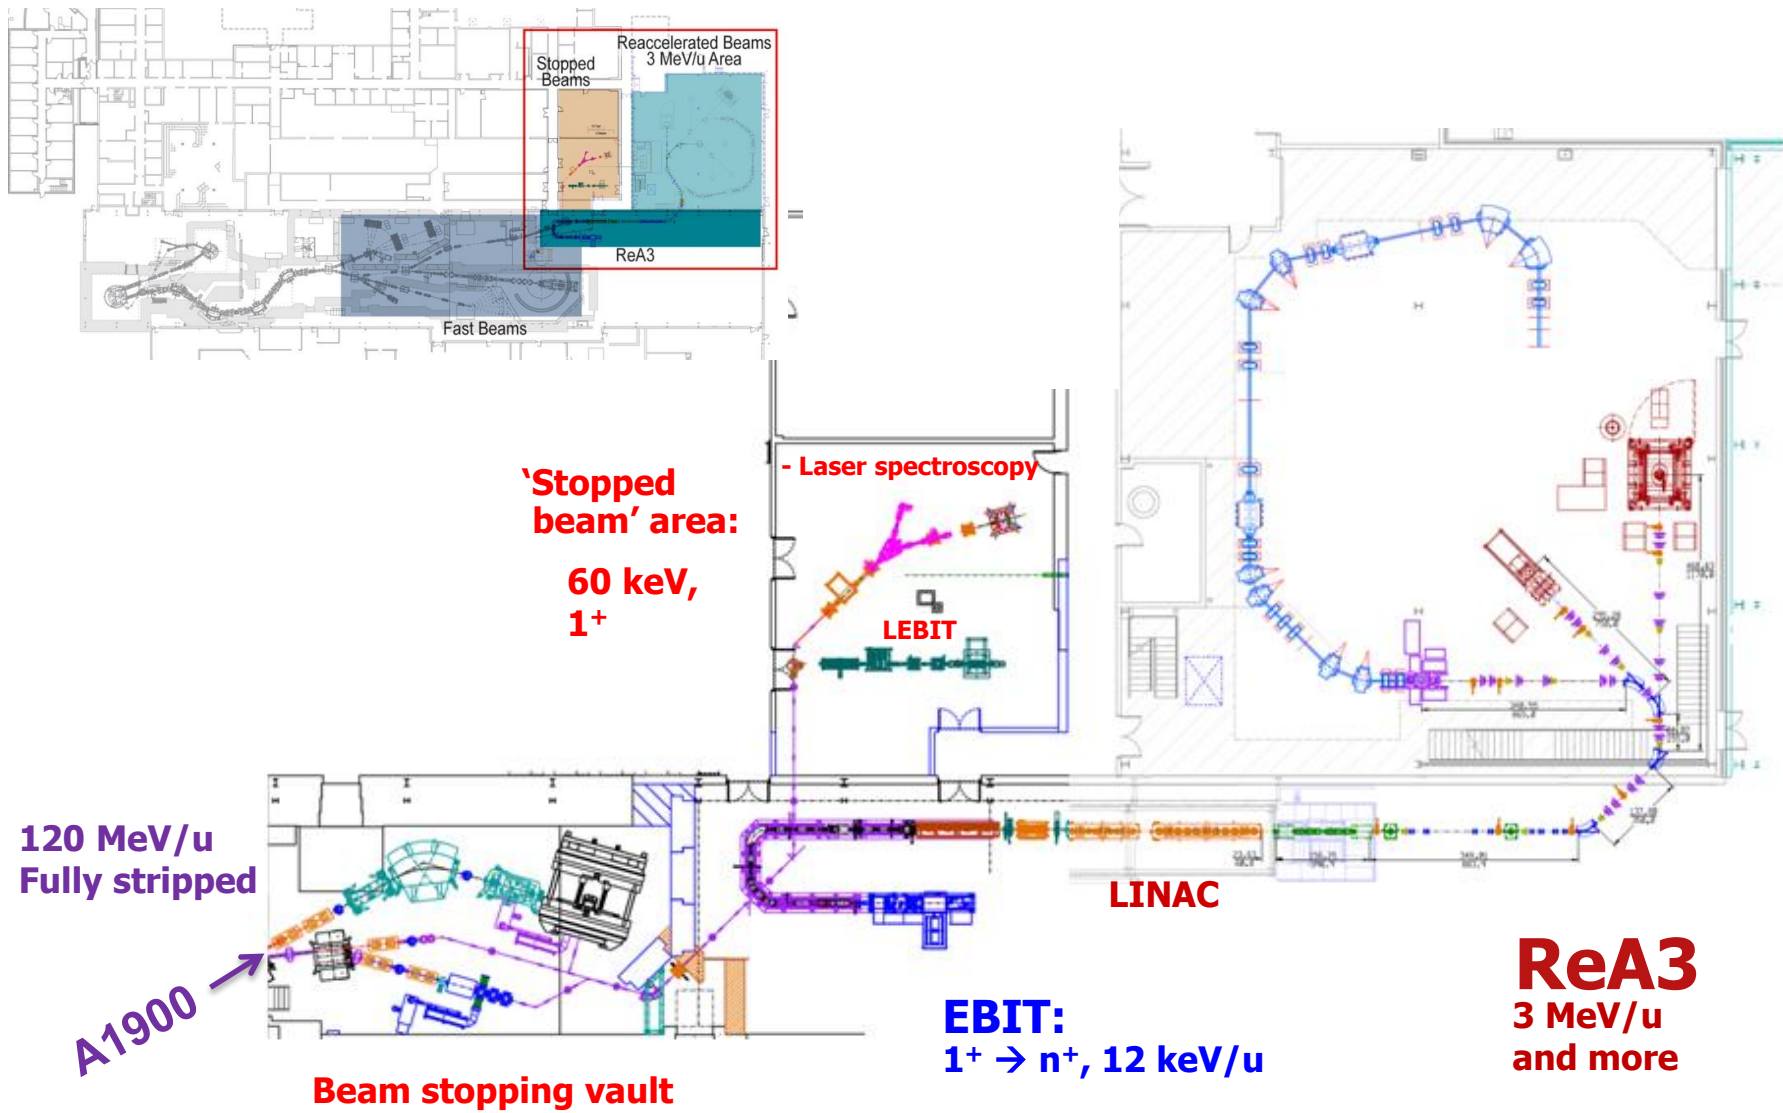 Reaccelerated Beams
3 MeV/u Area
Stopped
Beams
ReA3
Fast Beams
- Laser spectroscopy
‘Stopped
beam’ area:
60 keV,
1⁺
LEBIT
120 MeV/u
Fully stripped
A1900
LINAC
ReA3
3 MeV/u
and more
EBIT:
1⁺ → n⁺, 12 keV/u
Beam stopping vault